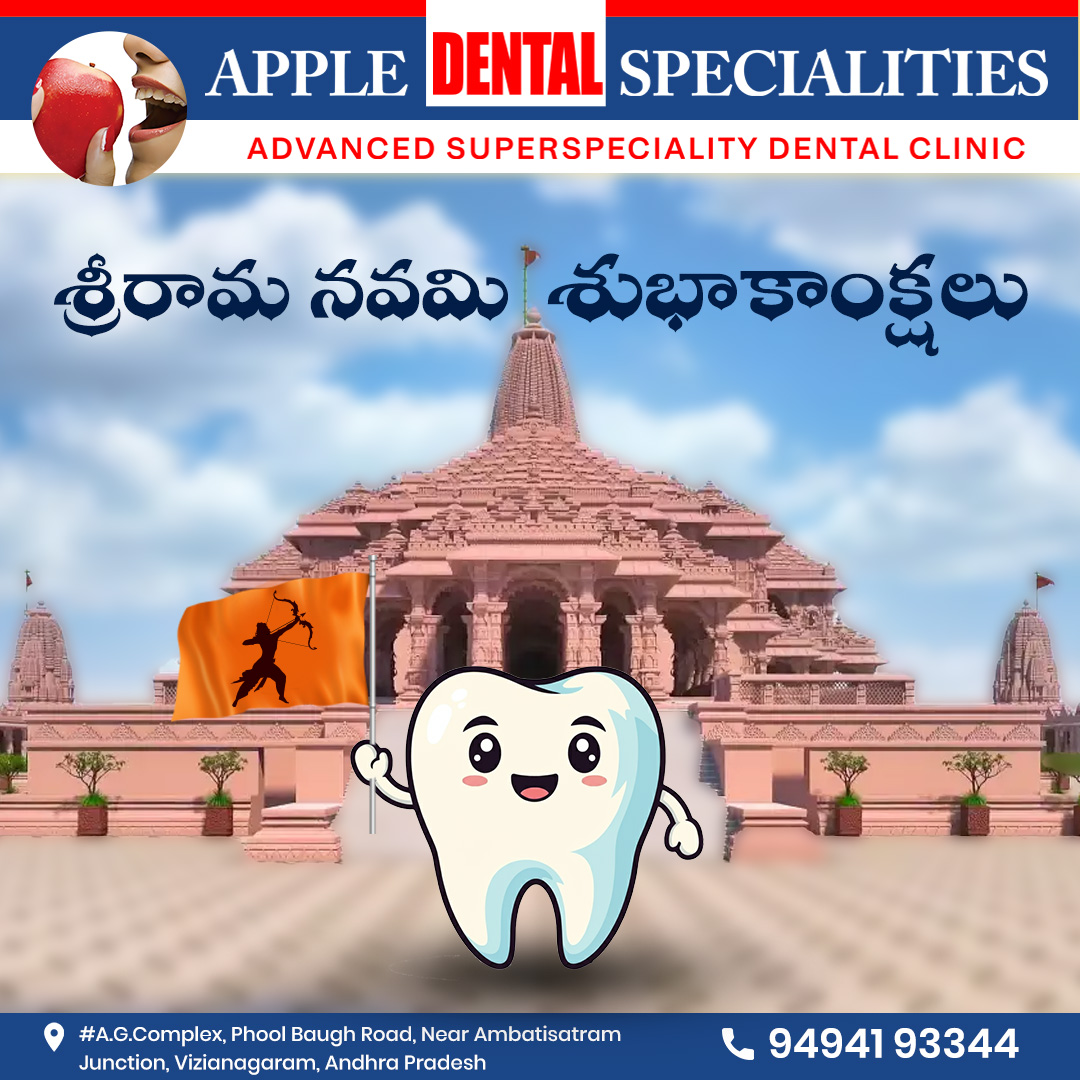 APPLE DENTAL SPECIALITIES
ADVANCED SUPERSPECIALITY DENTAL CLINIC
శ్రీరామ నవమి శుభాకాంక్షలు
#A.G.Complex, Phool Baugh Road, Near Ambatisatram
Junction, Vizianagaram, Andhra Pradesh
94941 93344